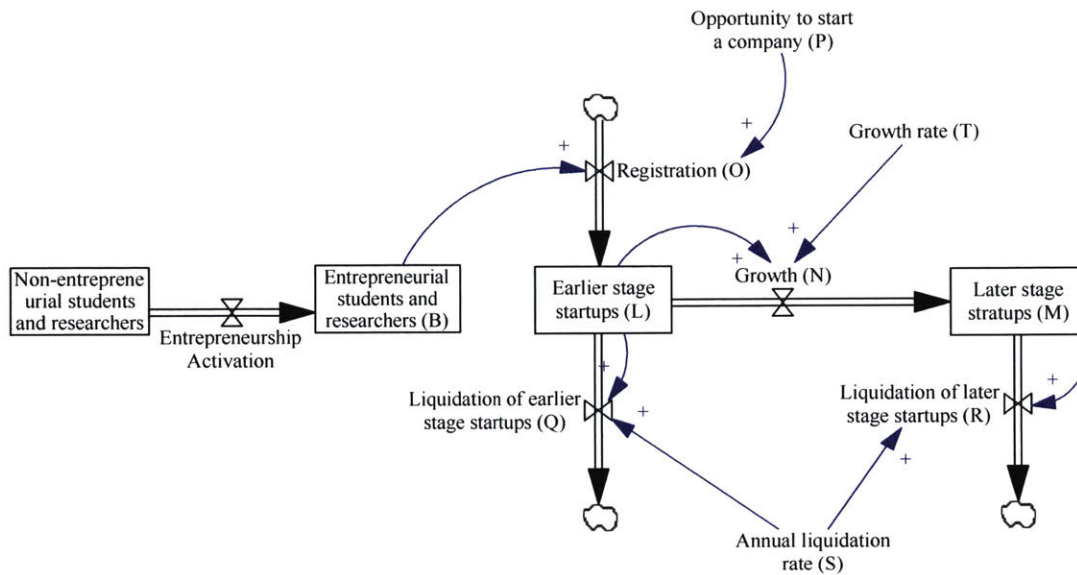 Opportunity to start
a company (P)
+
Growth rate (T)
+
Registration (O)
+
+
Non-entreprene
urial students
and researchers
Entrepreneurial
students and
researchers (B)
Earlier stage
startups (L)
Growth (N)
Later stage
stratups (M)
Entrepreneurship
Activation
+
Liquidation of earlier
stage startups (Q)
+
Liquidation of later
stage startups (R)
+
+
Annual liquidation
rate (S)